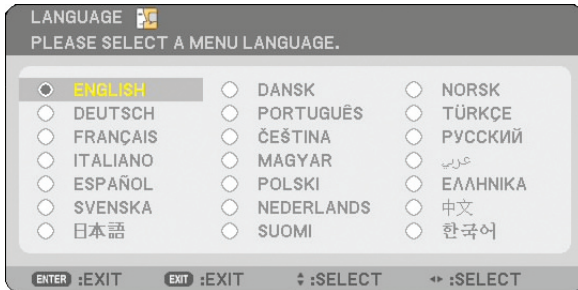 LANGUAGE
PLEASE SELECT A MENU LANGUAGE.
ENGLISH DANSK NORSK
DEUTSCH PORTUGUÊS TÜRKÇE
FRANÇAIS ČEŠTINA РУССКИЙ
ITALIANO MAGYAR عربي
ESPAÑOL POLSKI ΕΛΛΗΝΙΚΑ
SVENSKA NEDERLANDS 中文
日本語 SUOMI 한국어
ENTER :EXIT EXIT :EXIT :SELECT :SELECT